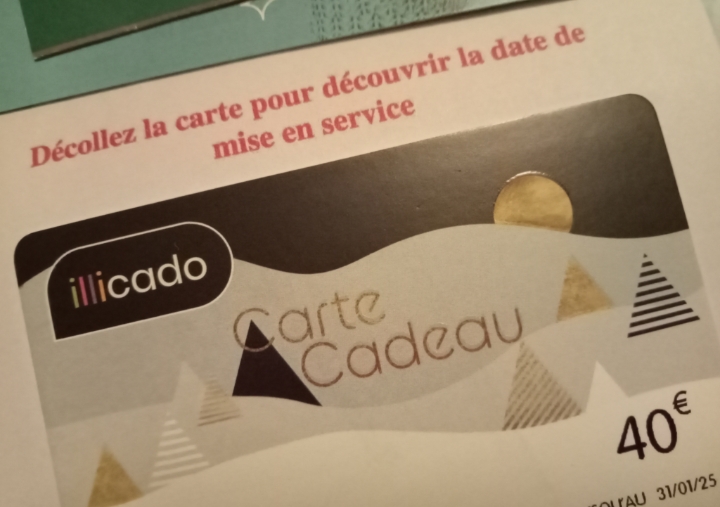 Décollez la carte pour découvrir la date de
mise en service
illicado
Carte
Cadeau
40€
31/01/25